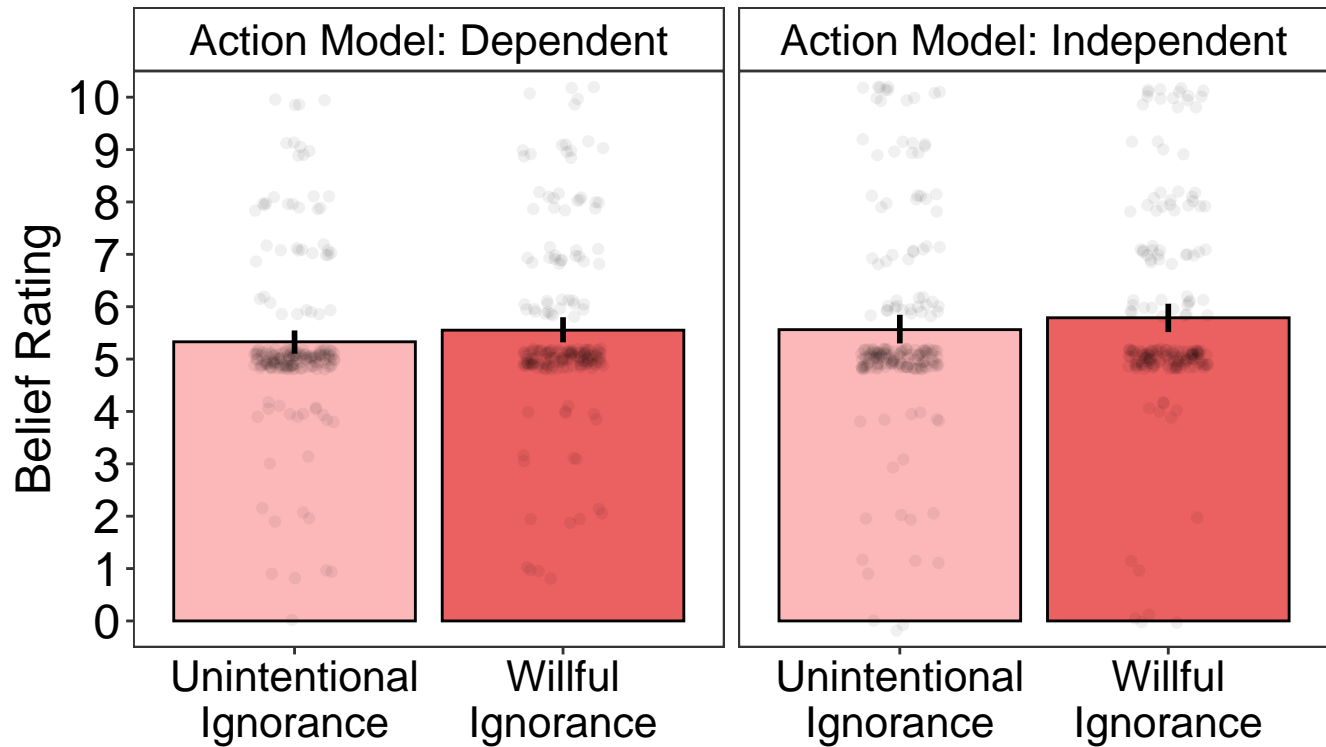 Action Model: Dependent
Action Model: Independent
Belief Rating
10
9
8
7
6
5
4
3
2
1
0
Unintentional
Ignorance
Willful
Ignorance
Unintentional
Ignorance
Willful
Ignorance